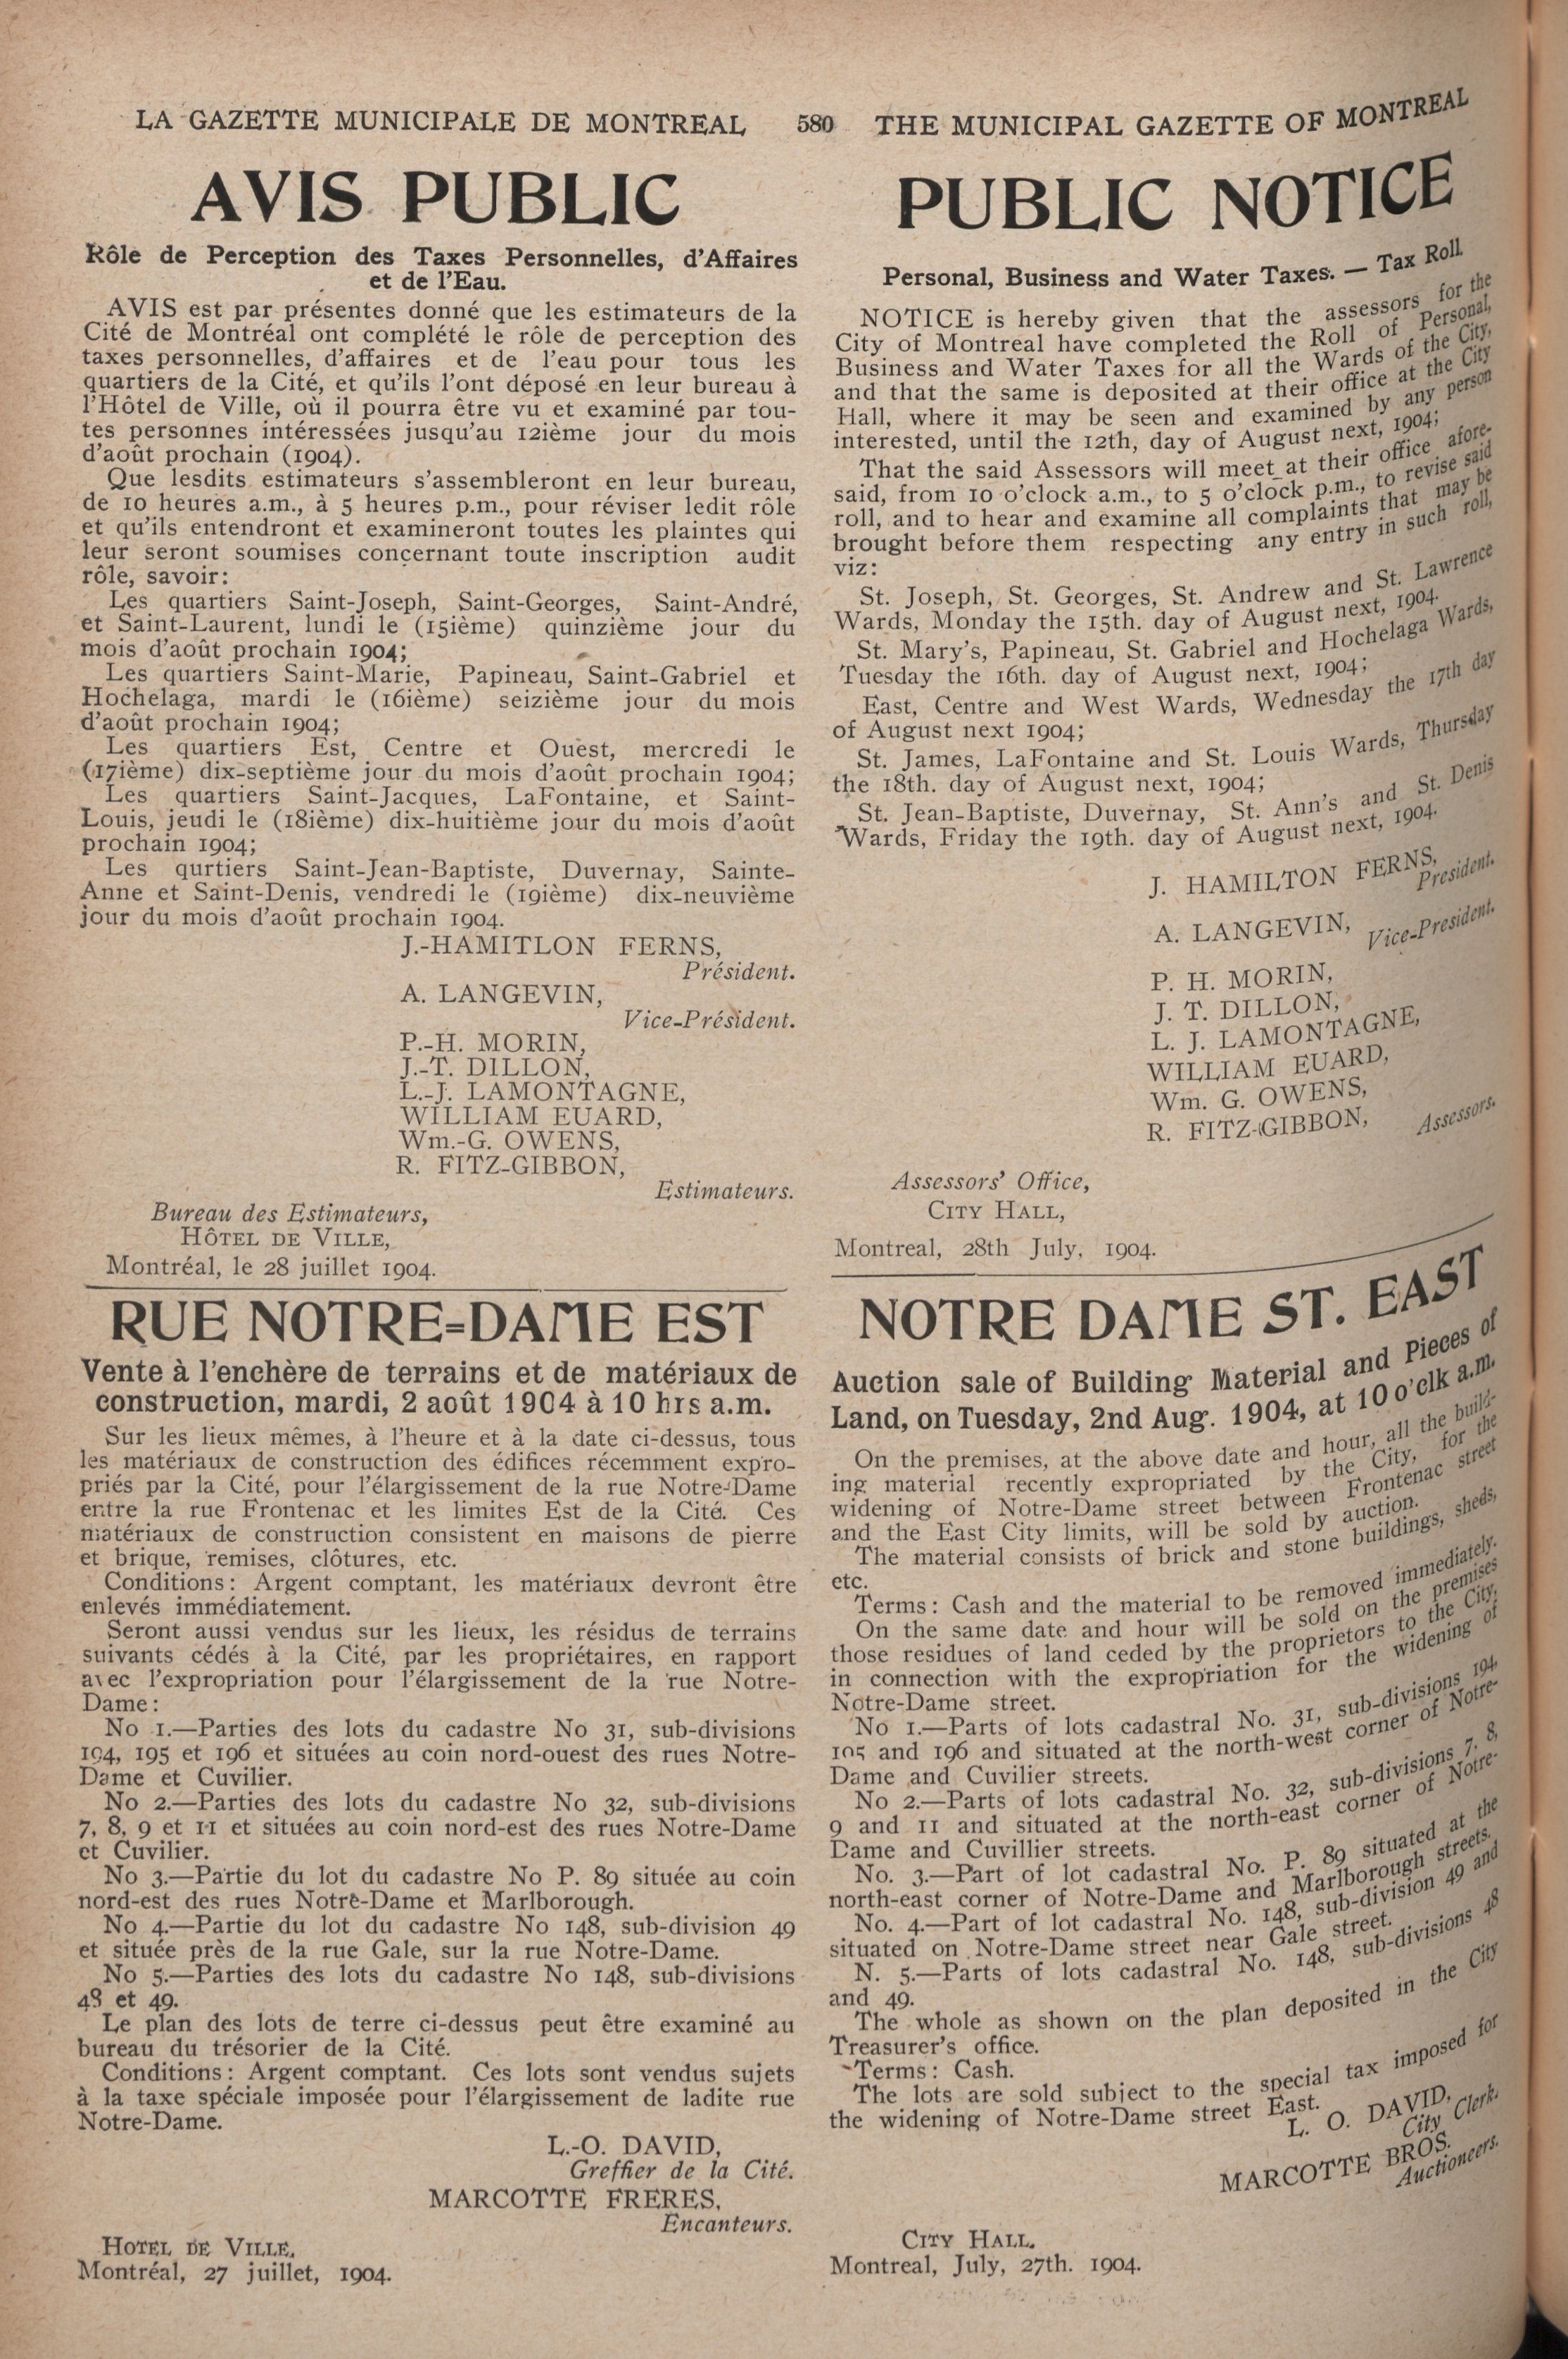 LA GAZETTE MUNICIPALE DE MONTREAL 580 THE MUNICIPAL GAZETTE OF MONTREAL
AVIS PUBLIC
Rôle de Perception des Taxes Personnelles, d'Affaires
et de l'Eau.
AVIS est par présentes donné que les estimateurs de la
Cité de Montréal ont complété le rôle de perception des
taxes personnelles, d'affaires et de l'eau pour tous les
quartiers de la Cité, et qu'ils l'ont déposé en leur bureau à
l'Hôtel de Ville, où il pourra être vu et examiné par tou-
tes personnes intéressées jusqu'au 12ième jour du mois
d'août prochain (1904).
Que lesdits estimateurs s'assembleront en leur bureau,
de 10 heures a.m., à 5 heures p.m., pour réviser ledit rôle
et qu'ils entendront et examineront toutes les plaintes qui
leur seront soumises concernant toute inscription audit
rôle, savoir:
Les quartiers Saint-Joseph, Saint-Georges, Saint-André,
et Saint-Laurent, lundi le (15ième) quinzième jour du
mois d'août prochain 1904;
Les quartiers Saint-Marie, Papineau, Saint-Gabriel et
Hochelaga, mardi le (16ième) seizième jour du mois
d'août prochain 1904;
Les quartiers Est, Centre et Ouest, mercredi le
(17ième) dix-septième jour du mois d'août prochain 1904;
Les quartiers Saint-Jacques, LaFontaine, et Saint-
Louis, jeudi le (18ième) dix-huitième jour du mois d'août
prochain 1904;
Les qurtiers Saint-Jean-Baptiste, Duvernay, Sainte-
Anne et Saint-Denis, vendredi le (19ième) dix-neuvième
jour du mois d'août prochain 1904.
J.-HAMITLON FERNS,
Président.
A. LANGEVIN,
Vice-Président.
P.-H. MORIN,
J.-T. DILLON,
L.-J. LAMONTAGNE,
WILLIAM EUARD,
Wm.-G. OWENS,
R. FITZ-GIBBON,
Estimateurs.
Bureau des Estimateurs,
HÔTEL DE VILLE,
Montréal, le 28 juillet 1904.
RUE NOTRE=DAME EST
Vente à l'enchère de terrains et de matériaux de
construction, mardi, 2 août 1904 à 10 hrs a.m.
Sur les lieux mêmes, à l'heure et à la date ci-dessus, tous
les matériaux de construction des édifices récemment expro-
priés par la Cité, pour l'élargissement de la rue Notre-Dame
entre la rue Frontenac et les limites Est de la Cité. Ces
matériaux de construction consistent en maisons de pierre
et brique, remises, clôtures, etc.
Conditions: Argent comptant, les matériaux devront être
enlevés immédiatement.
Seront aussi vendus sur les lieux, les résidus de terrains
suivants cédés à la Cité, par les propriétaires, en rapport
avec l'expropriation pour l'élargissement de la rue Notre-
Dame:
No 1.—Parties des lots du cadastre No 31, sub-divisions
194, 195 et 196 et situées au coin nord-ouest des rues Notre-
Dame et Cuvilier.
No 2.—Parties des lots du cadastre No 32, sub-divisions
7, 8, 9 et 11 et situées au coin nord-est des rues Notre-Dame
et Cuvilier.
No 3.—Partie du lot du cadastre No P. 89 située au coin
nord-est des rues Notre-Dame et Marlborough.
No 4.—Partie du lot du cadastre No 148, sub-division 49
et située près de la rue Gale, sur la rue Notre-Dame.
No 5.—Parties des lots du cadastre No 148, sub-divisions
48 et 49.
Le plan des lots de terre ci-dessus peut être examiné au
bureau du trésorier de la Cité.
Conditions: Argent comptant. Ces lots sont vendus sujets
à la taxe spéciale imposée pour l'élargissement de ladite rue
Notre-Dame.
L.-O. DAVID,
Greffier de la Cité.
MARCOTTE FRERES,
Encanteurs.
HOTEL DE VILLE,
Montréal, 27 juillet, 1904.
PUBLIC NOTICE
Personal, Business and Water Taxes. — Tax Roll.
NOTICE is hereby given that the assessors for the
City of Montreal have completed the Roll of Personal,
Business and Water Taxes for all the Wards of the City,
and that the same is deposited at their office at the City
Hall, where it may be seen and examined by any person
interested, until the 12th, day of August next, 1904;
That the said Assessors will meet at their office afore-
said, from 10 o'clock a.m., to 5 o'clock p.m., to revise said
roll, and to hear and examine all complaints that may be
brought before them respecting any entry in such roll,
viz:
St. Joseph, St. Georges, St. Andrew and St. Lawrence
Wards, Monday the 15th. day of August next, 1904.
St. Mary's, Papineau, St. Gabriel and Hochelaga Wards,
Tuesday the 16th. day of August next, 1904;
East, Centre and West Wards, Wednesday the 17th day
of August next 1904;
St. James, LaFontaine and St. Louis Wards, Thursday
the 18th. day of August next, 1904;
St. Jean-Baptiste, Duvernay, St. Ann's and St. Denis
Wards, Friday the 19th. day of August next, 1904.
J. HAMILTON FERNS,
President.
A. LANGEVIN,
Vice-President.
P. H. MORIN,
J. T. DILLON,
L. J. LAMONTAGNE,
WILLIAM EUARD,
Wm. G. OWENS,
R. FITZ-GIBBON,
Assessors.
Assessors' Office,
CITY HALL,
Montreal, 28th July, 1904.
NOTRE DAME ST. EAST
Auction sale of Building Material and Pieces of
Land, on Tuesday, 2nd Aug. 1904, at 10 o'clk a.m.
On the premises, at the above date and hour, all the build-
ing material recently expropriated by the City, for the
widening of Notre-Dame street between Frontenac street
and the East City limits, will be sold by auction.
The material consists of brick and stone buildings, sheds,
etc.
Terms: Cash and the material to be removed immediately.
On the same date and hour will be sold on the premises
those residues of land ceded by the proprietors to the City,
in connection with the expropriation for the widening of
Notre-Dame street.
No 1.—Parts of lots cadastral No. 31, sub-divisions 194,
195 and 196 and situated at the north-west corner of Notre-
Dame and Cuvilier streets.
No 2.—Parts of lots cadastral No. 32, sub-divisions 7, 8,
9 and 11 and situated at the north-east corner of Notre-
Dame and Cuvillier streets.
No. 3.—Part of lot cadastral No. P. 89 situated at the
north-east corner of Notre-Dame and Marlborough streets.
No. 4.—Part of lot cadastral No. 148, sub-division 49 and
situated on Notre-Dame street near Gale street.
N. 5.—Parts of lots cadastral No. 148, sub-divisions 48
and 49.
The whole as shown on the plan deposited in the City
Treasurer's office.
Terms: Cash.
The lots are sold subject to the special tax imposed for
the widening of Notre-Dame street East.
L. O. DAVID,
City Clerk.
MARCOTTE BROS.
Auctioneers.
CITY HALL,
Montreal, July, 27th. 1904.